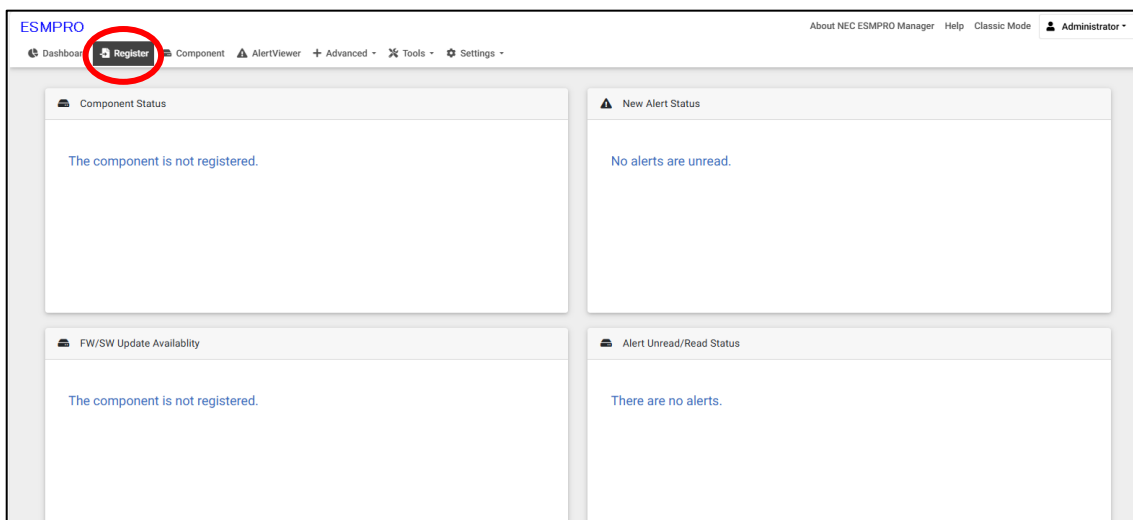 ESMPRO
About NEC ESMPRO Manager Help Classic Mode Administrator
Dashboar Register Component AlertViewer Advanced Tools Settings
Component Status
New Alert Status
The component is not registered.
No alerts are unread.
FW/SW Update Availablity
Alert Unread/Read Status
The component is not registered.
There are no alerts.